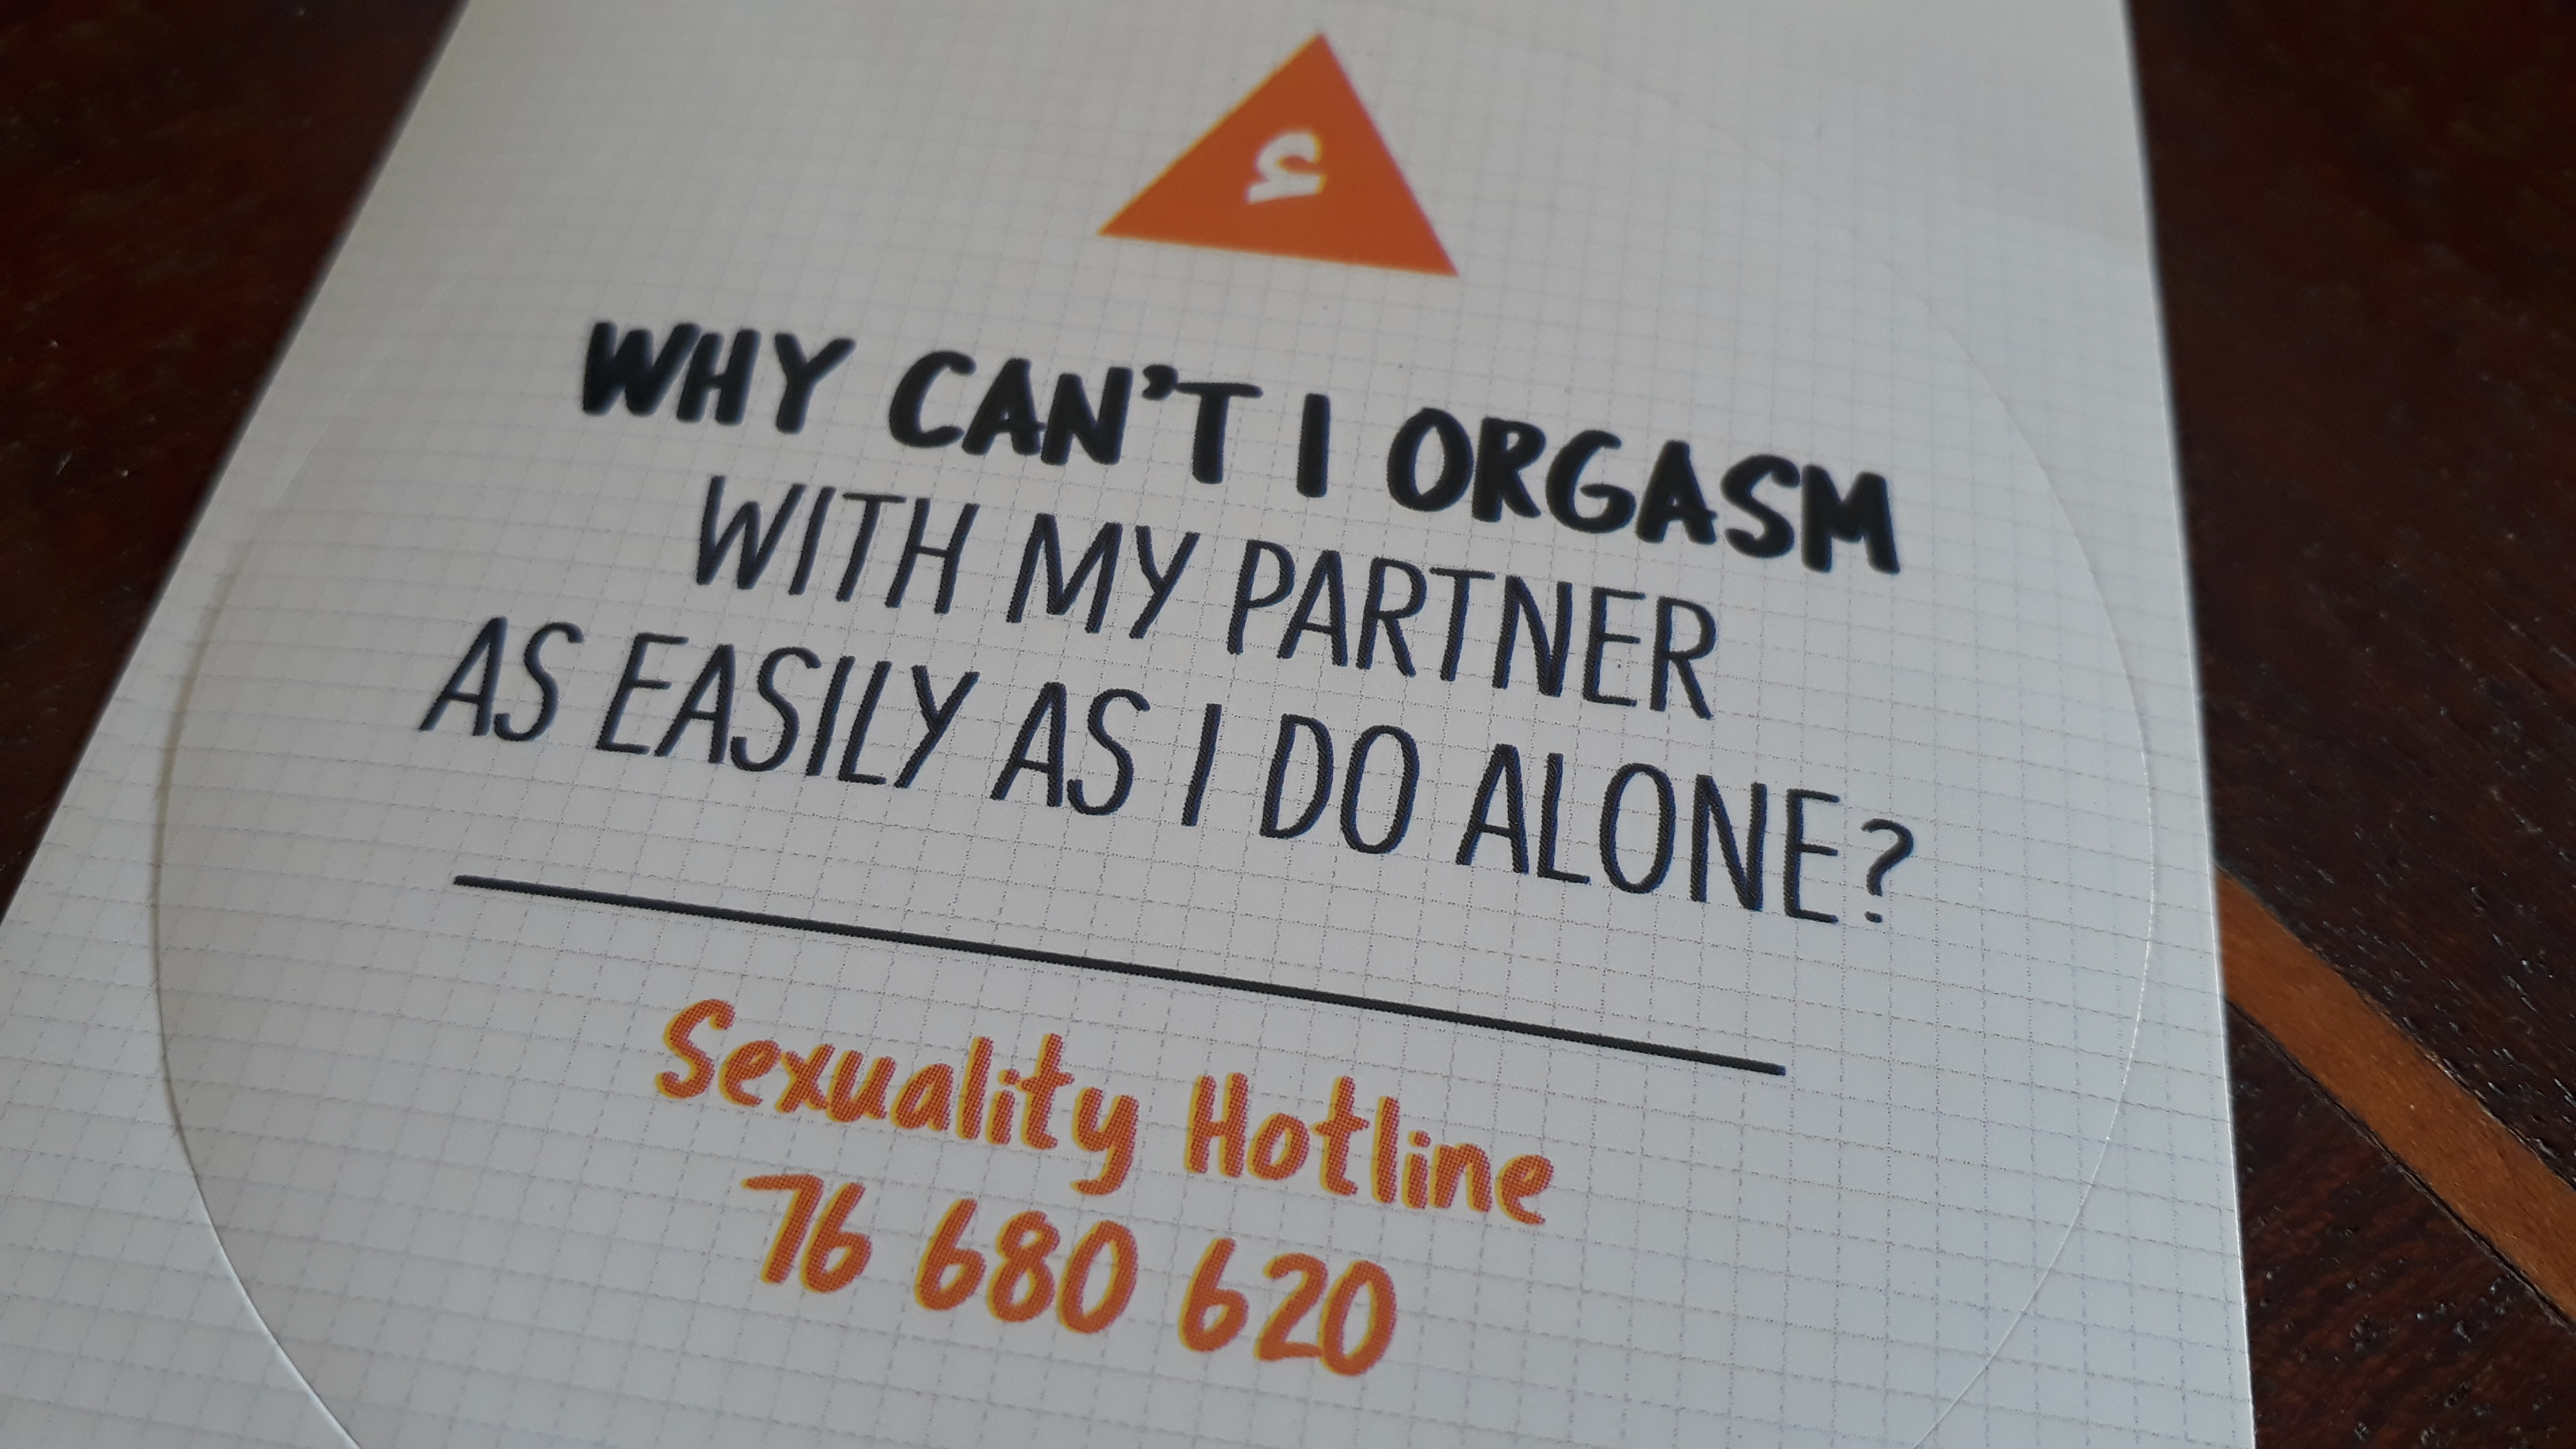 ع
WHY CAN'T I ORGASM
WITH MY PARTNER
AS EASILY AS I DO ALONE?
Sexuality Hotline
76 680 620